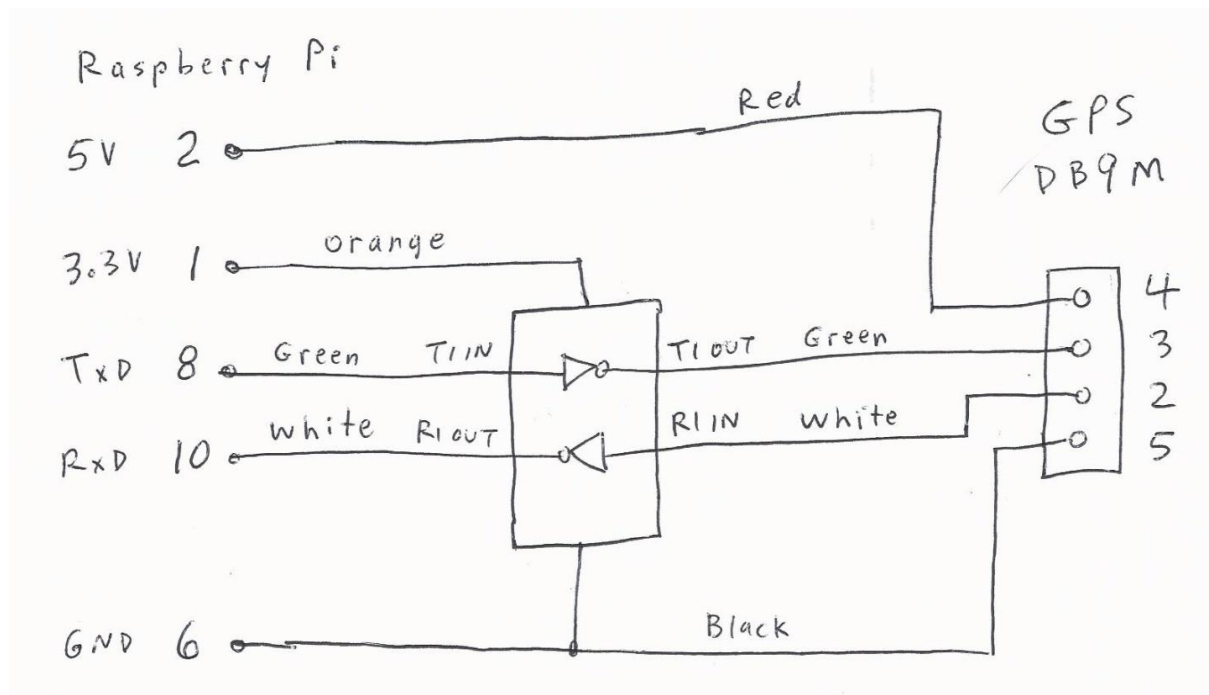 Raspberry Pi
Red
GPS
DB9M
5V 2
3.3V 1 orange
4
TxD 8 Green T1IN T1OUT Green 3
2
RxD 10 White R1OUT R1IN White
5
GND 6 Black